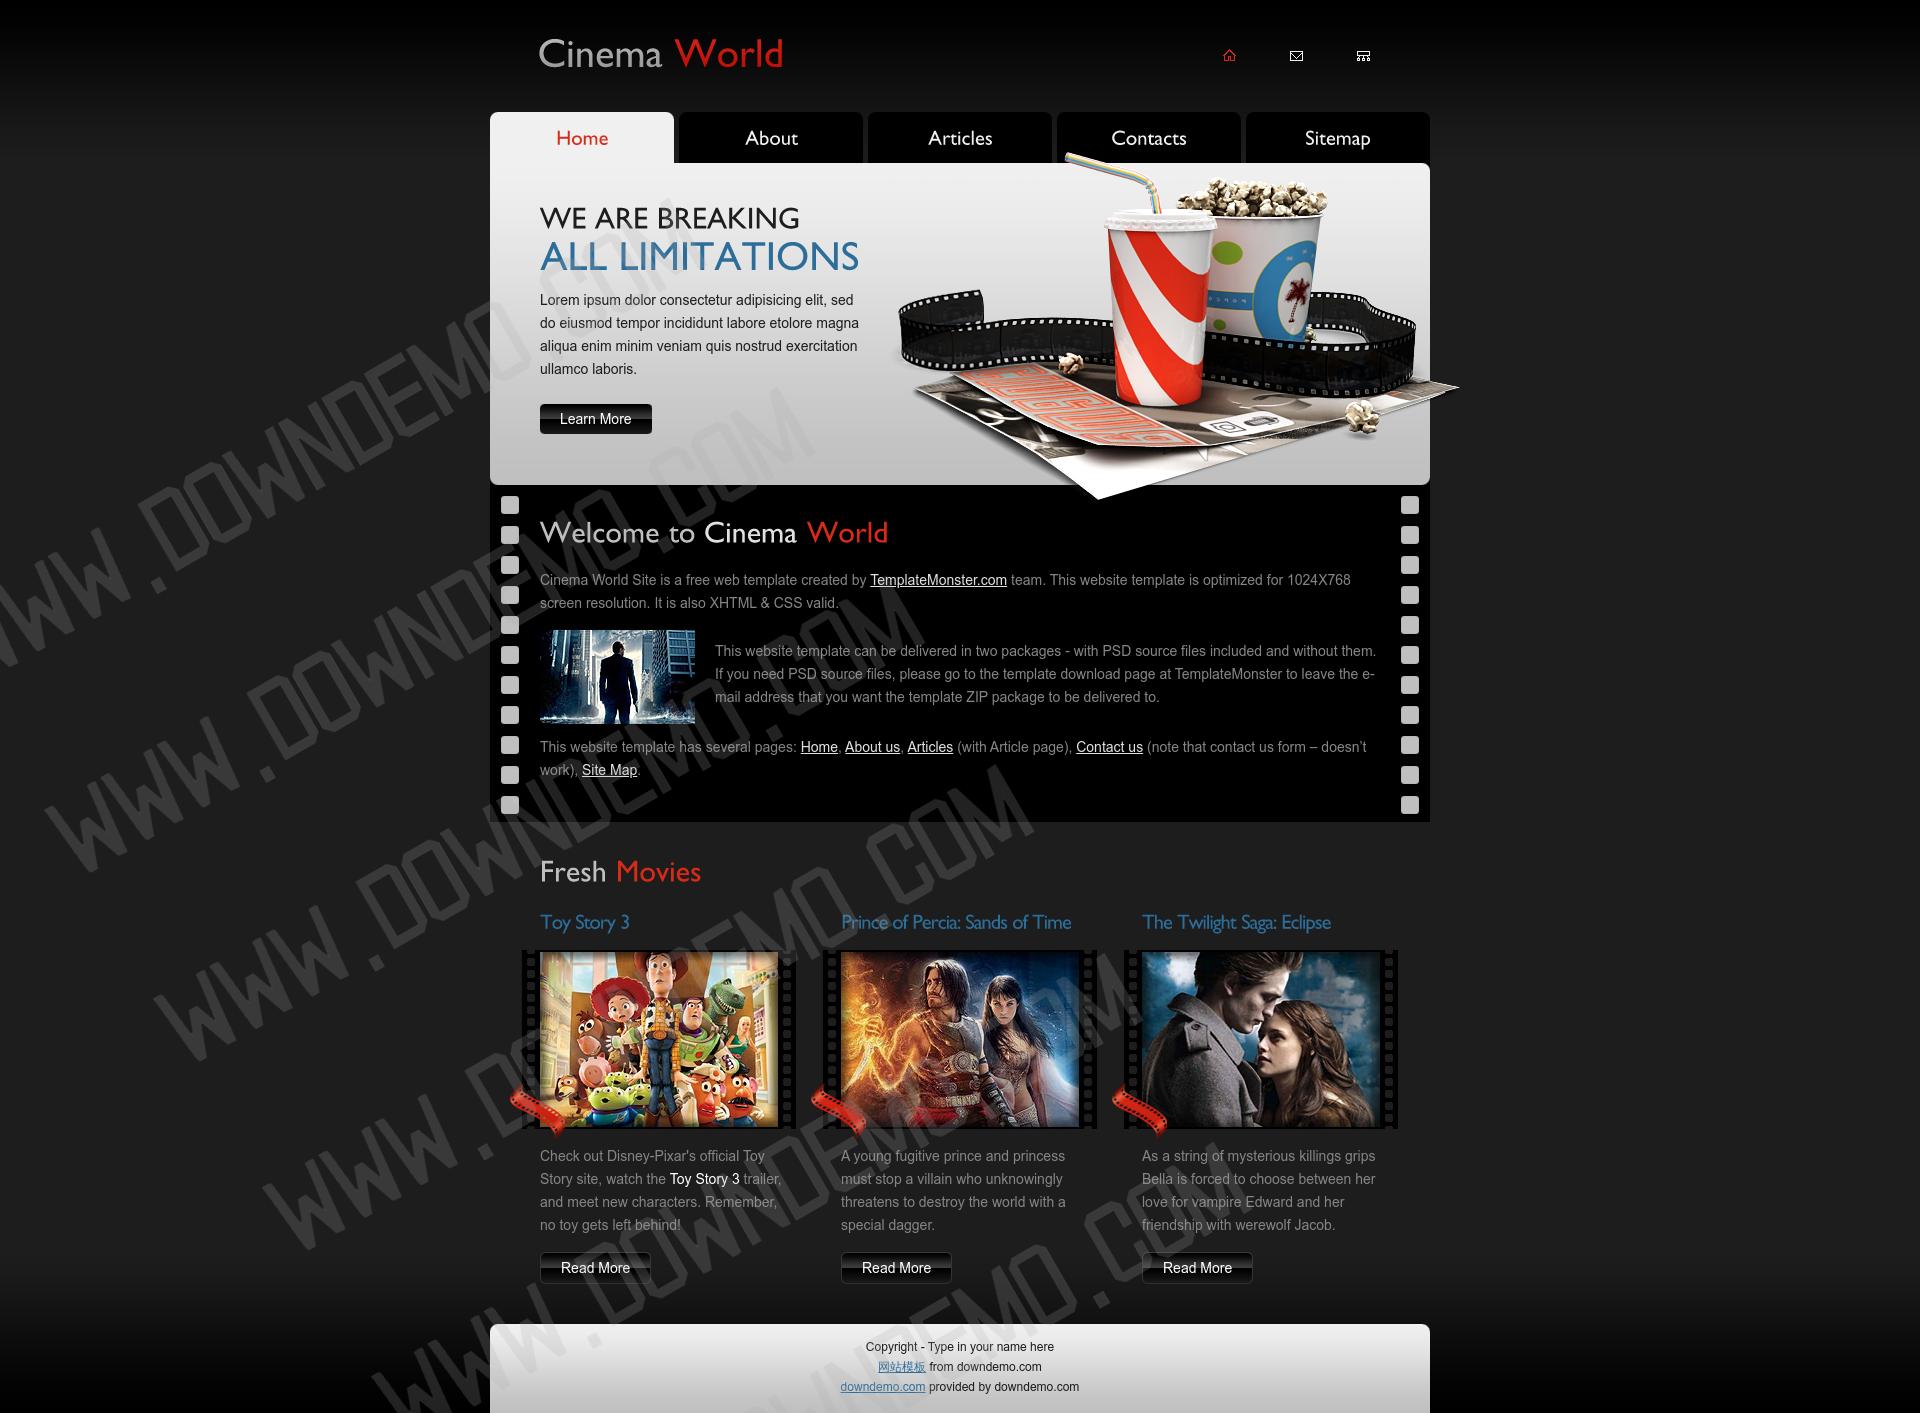 Cinema World
Home
About
Articles
Contacts
Sitemap
WE ARE BREAKING
ALL LIMITATIONS
Lorem ipsum dolor consectetur adipisicing elit, sed
do eiusmod tempor incididunt labore etolore magna
aliqua enim minim veniam quis nostrud exercitation
ullamco laboris.
Learn More
Welcome to Cinema World
Cinema World Site is a free web template created by TemplateMonster.com team. This website template is optimized for 1024X768
screen resolution. It is also XHTML & CSS valid.
This website template can be delivered in two packages - with PSD source files included and without them.
If you need PSD source files, please go to the template download page at TemplateMonster to leave the e-
mail address that you want the template ZIP package to be delivered to.
This website template has several pages: Home, About us, Articles (with Article page), Contact us (note that contact us form – doesn't
work), Site Map.
Fresh Movies
Toy Story 3
Prince of Percia: Sands of Time
The Twilight Saga: Eclipse
Check out Disney-Pixar's official Toy
Story site, watch the Toy Story 3 trailer,
and meet new characters. Remember,
no toy gets left behind!
Read More
A young fugitive prince and princess
must stop a villain who unknowingly
threatens to destroy the world with a
special dagger.
Read More
As a string of mysterious killings grips
Bella is forced to choose between her
love for vampire Edward and her
friendship with werewolf Jacob.
Read More
Copyright - Type in your name here
网站模板 from downdemo.com
downdemo.com provided by downdemo.com
WWW.DOWNDEMO.COM
WWW.DOWNDEMO.COM
WWW.DOWNDEMO.COM
WWW.DOWNDEMO.COM
WWW.DOWNDEMO.COM